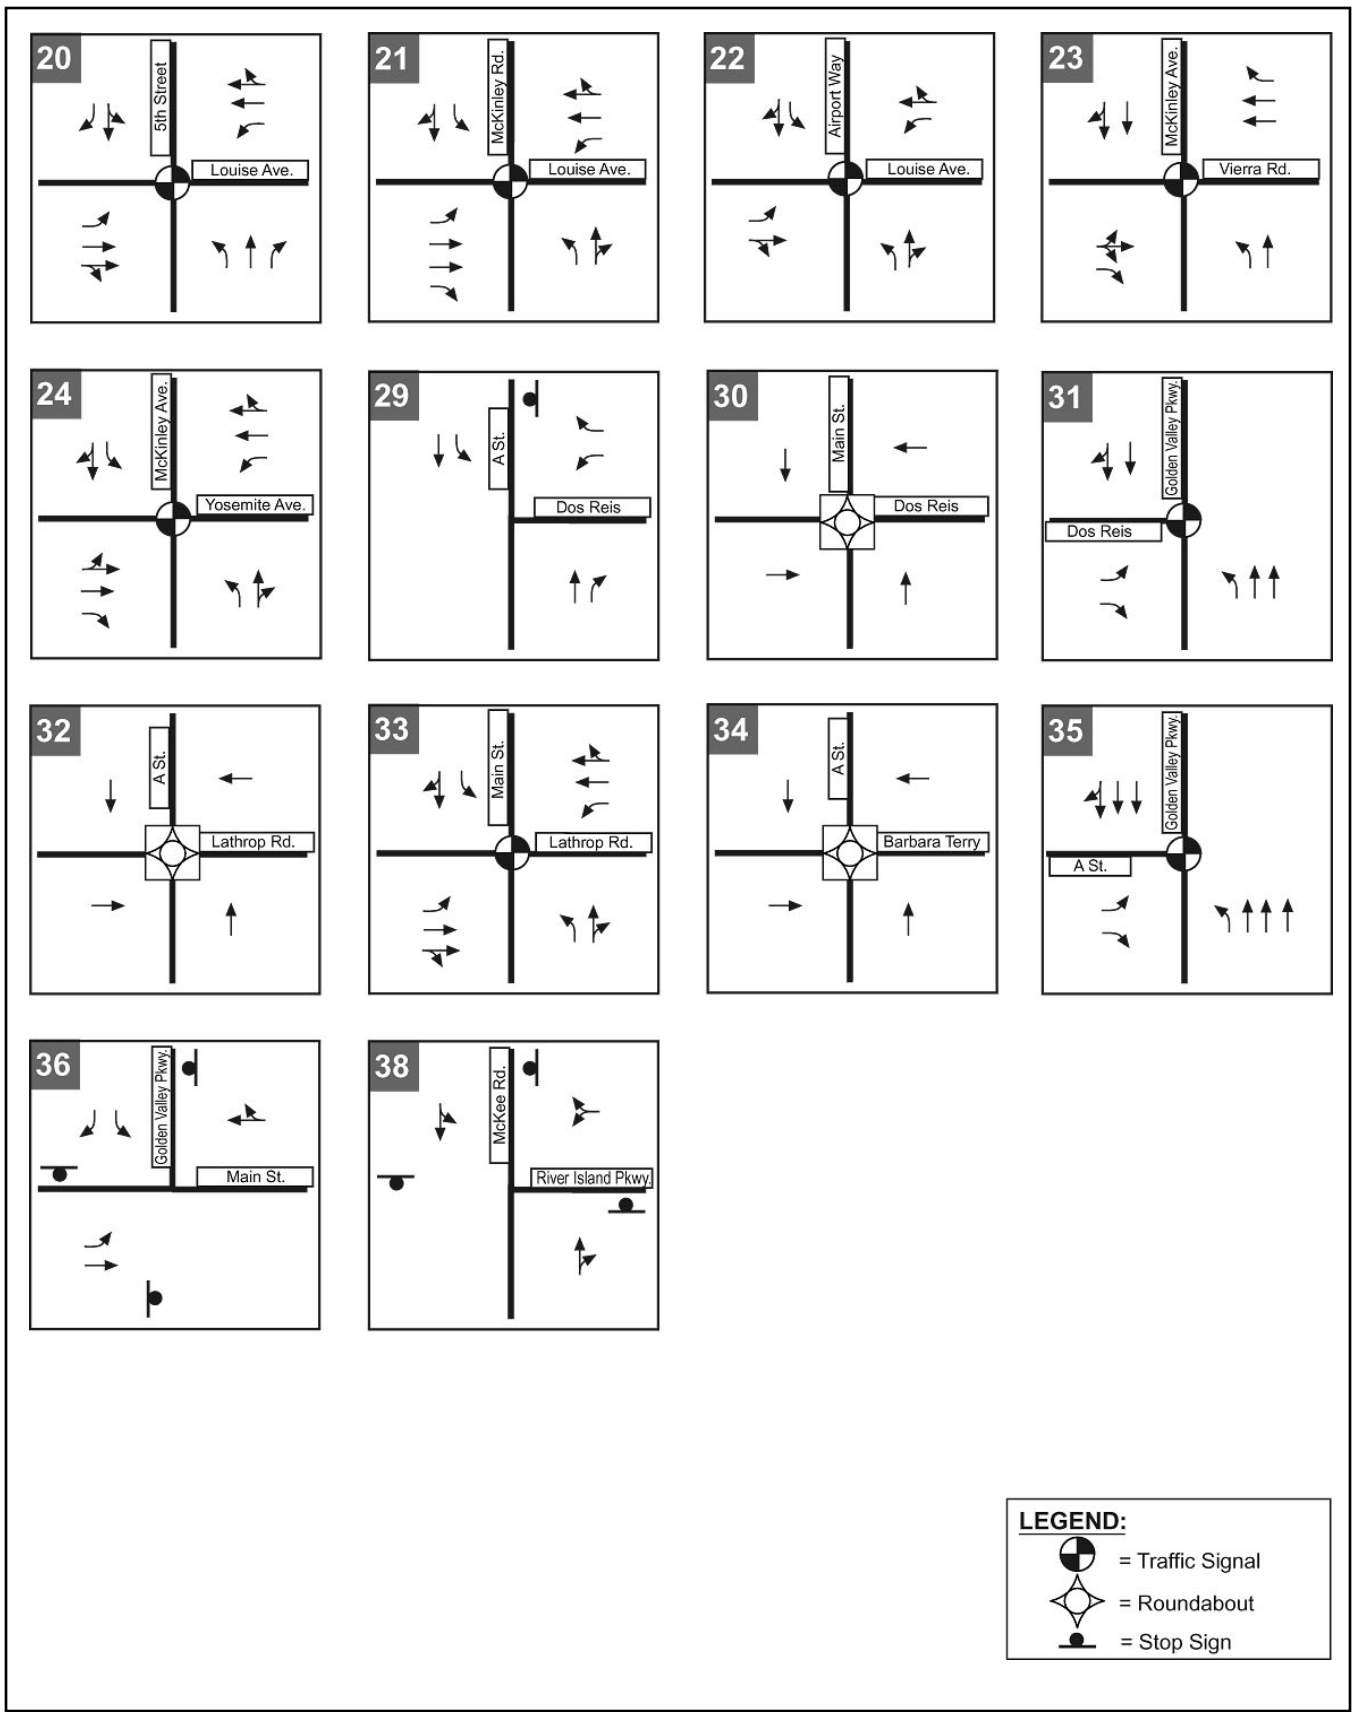 20
5th Street
Louise Ave.
21
McKinley Rd.
Louise Ave.
22
Airport Way
Louise Ave.
23
McKinley Ave.
Vierra Rd.
24
McKinley Ave.
Yosemite Ave.
29
A St.
Dos Reis
30
Main St.
Dos Reis
31
Golden Valley Pkwy.
Dos Reis
32
A St.
Lathrop Rd.
33
Main St.
Lathrop Rd.
34
A St.
Barbara Terry
35
Golden Valley Pkwy.
A St.
36
Golden Valley Pkwy.
Main St.
38
McKee Rd.
River Island Pkwy.
LEGEND:
= Traffic Signal
= Roundabout
= Stop Sign